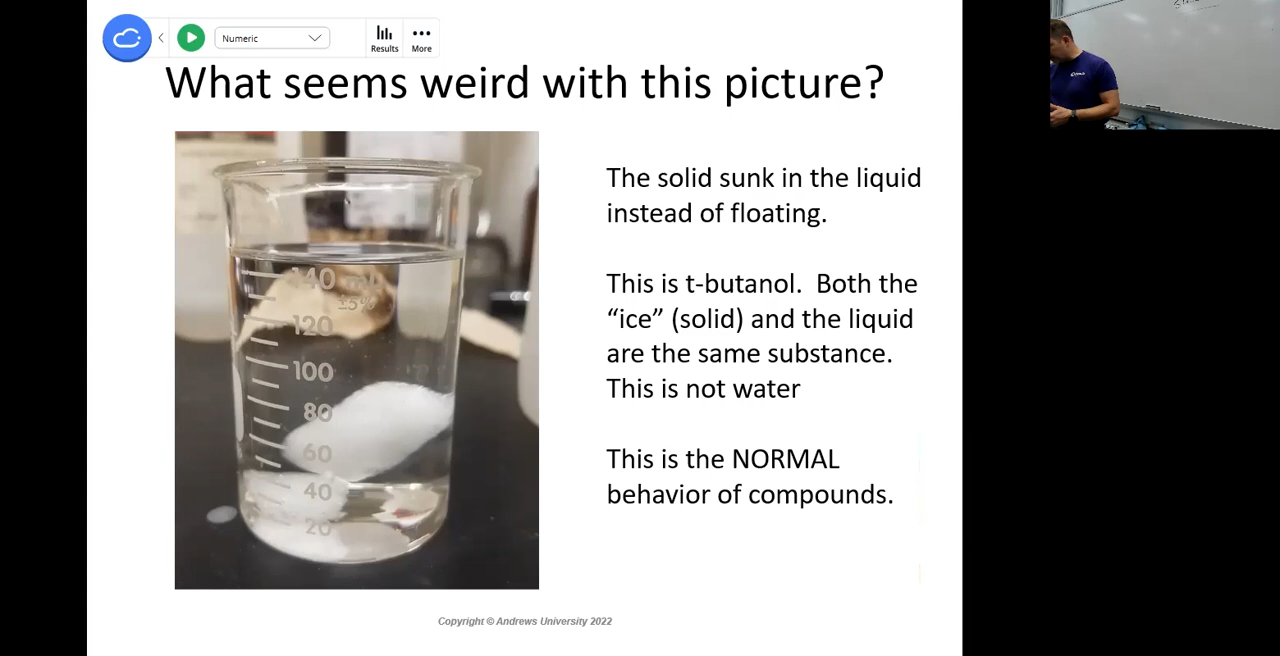 Numeric
Results
More
What seems weird with this picture?
The solid sunk in the liquid
instead of floating.
This is t-butanol. Both the
“ice” (solid) and the liquid
are the same substance.
This is not water
This is the NORMAL
behavior of compounds.
140 ml
±5%
120
100
80
60
40
20
Copyright © Andrews University 2022